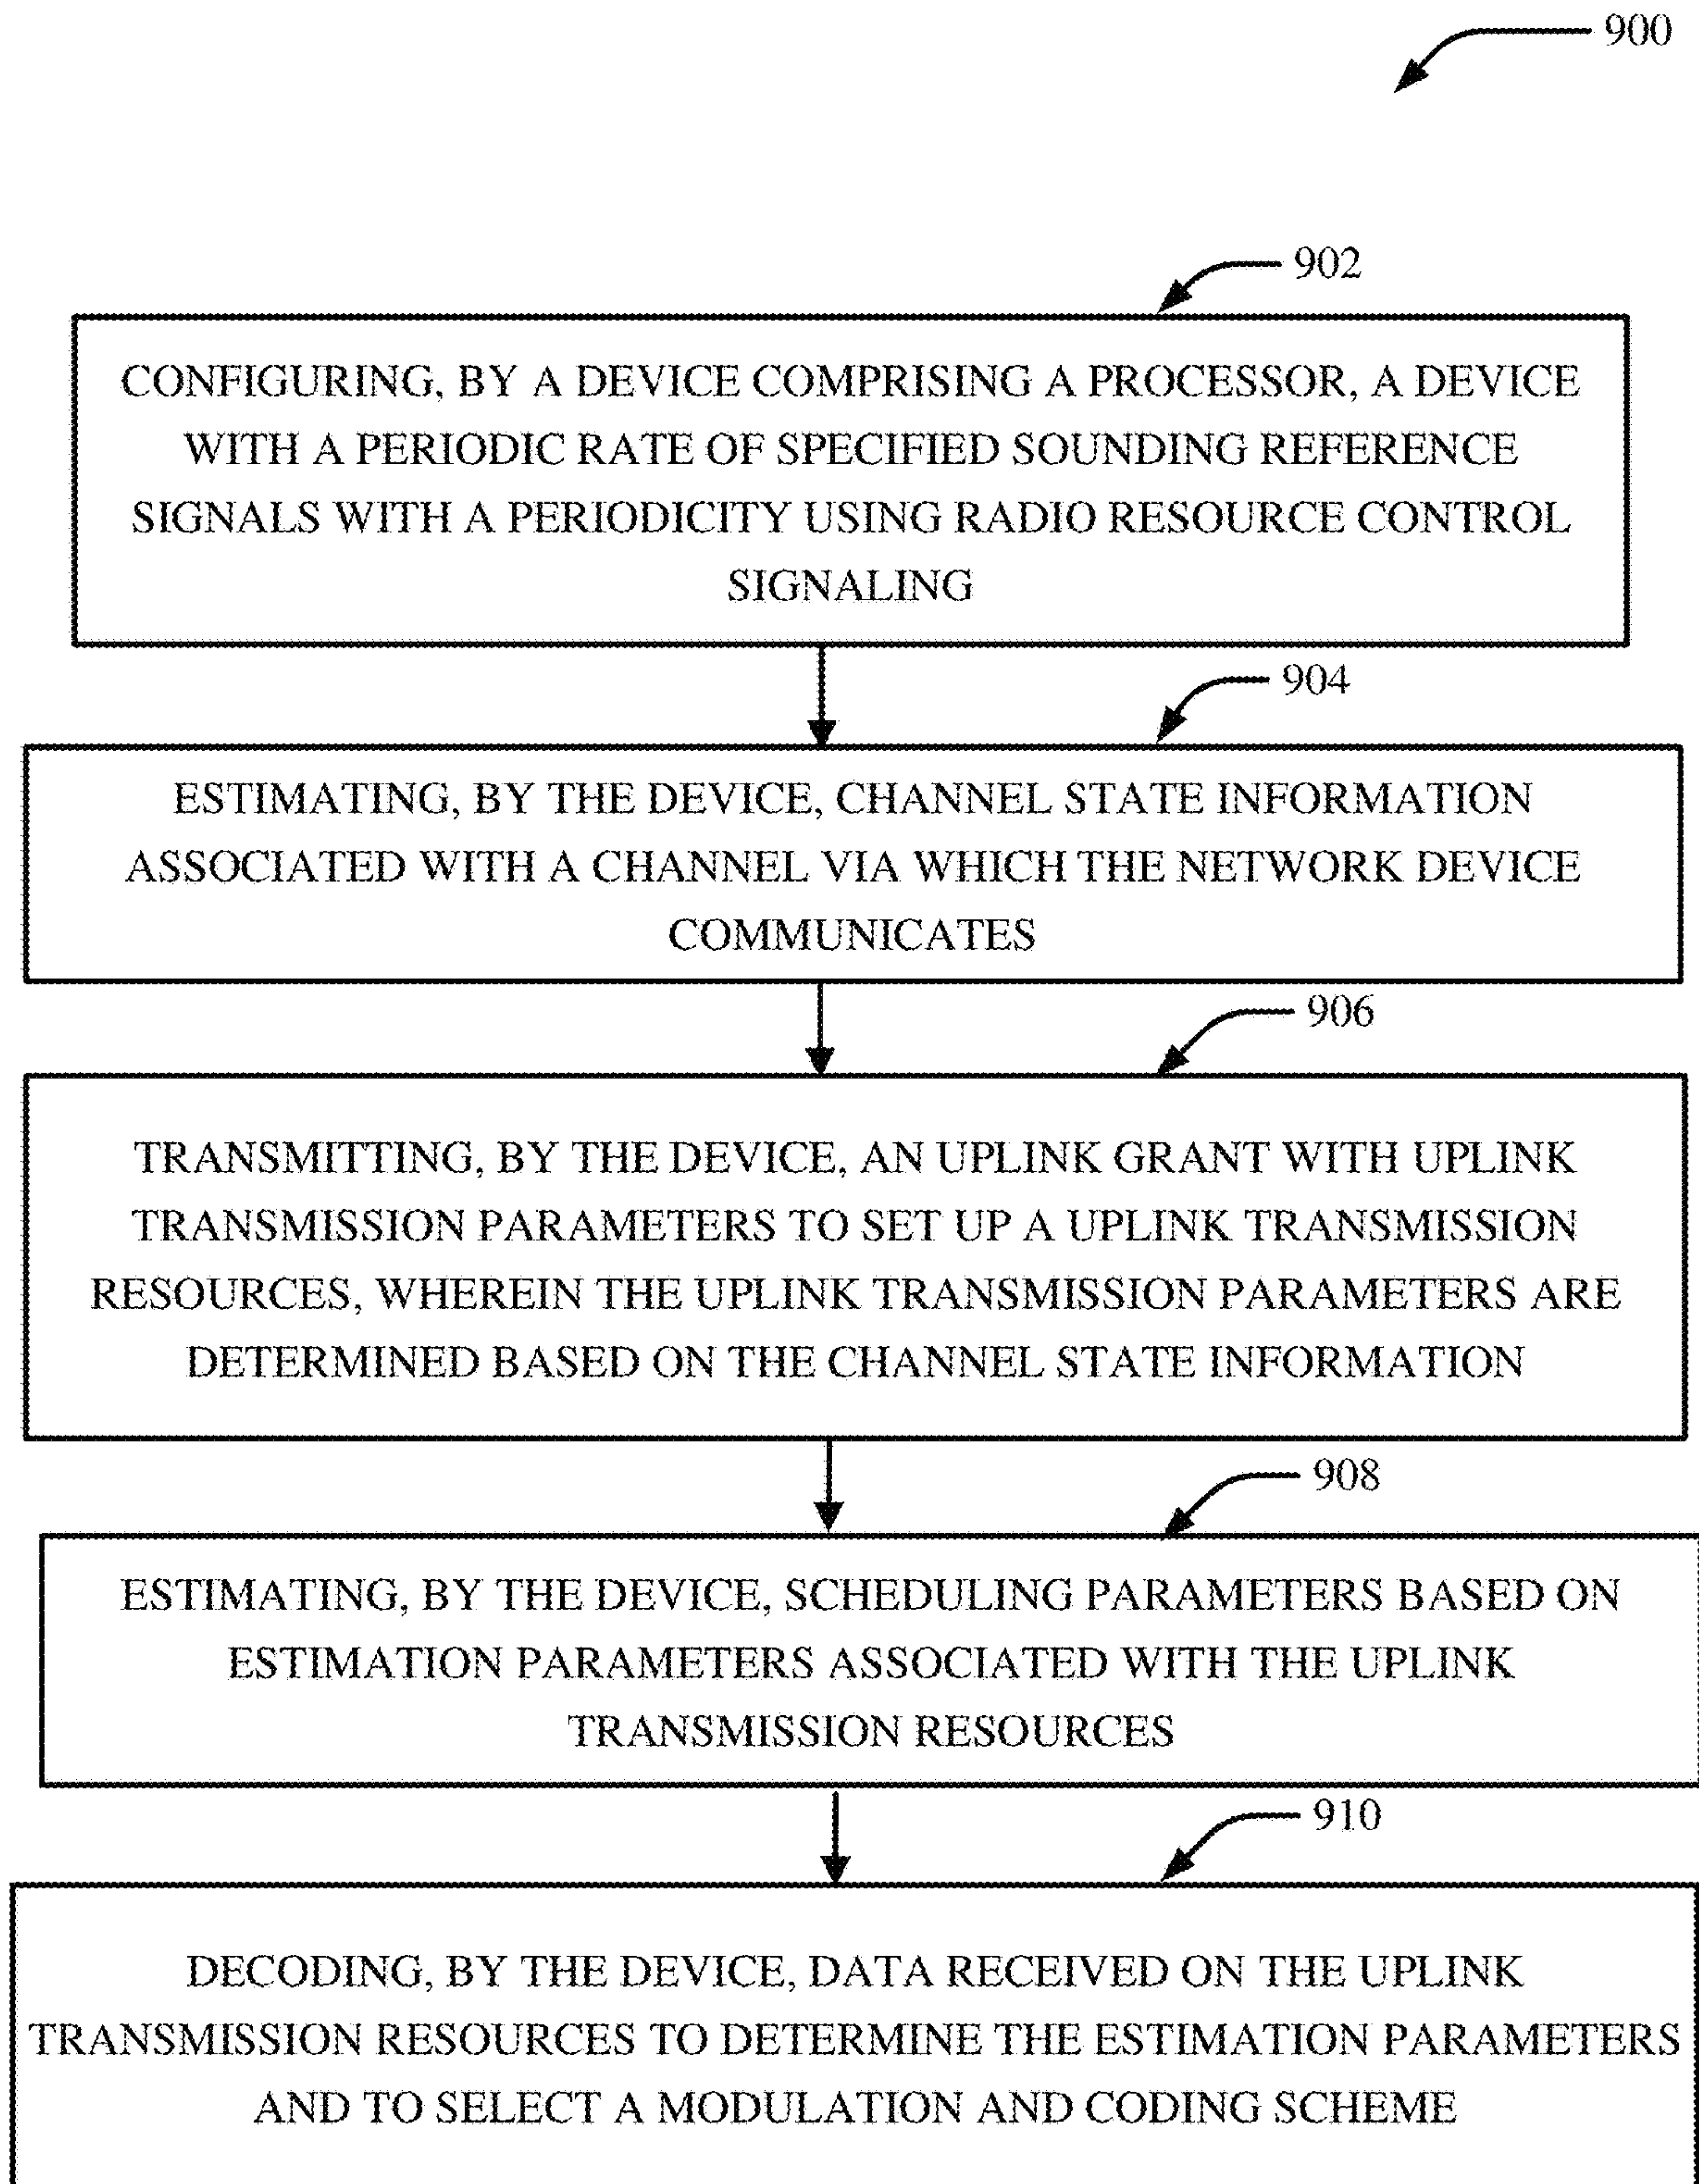 900
902
CONFIGURING, BY A DEVICE COMPRISING A PROCESSOR, A DEVICE
WITH A PERIODIC RATE OF SPECIFIED SOUNDING REFERENCE
SIGNALS WITH A PERIODICITY USING RADIO RESOURCE CONTROL
SIGNALING
904
ESTIMATING, BY THE DEVICE, CHANNEL STATE INFORMATION
ASSOCIATED WITH A CHANNEL VIA WHICH THE NETWORK DEVICE
COMMUNICATES
906
TRANSMITTING, BY THE DEVICE, AN UPLINK GRANT WITH UPLINK
TRANSMISSION PARAMETERS TO SET UP A UPLINK TRANSMISSION
RESOURCES, WHEREIN THE UPLINK TRANSMISSION PARAMETERS ARE
DETERMINED BASED ON THE CHANNEL STATE INFORMATION
908
ESTIMATING, BY THE DEVICE, SCHEDULING PARAMETERS BASED ON
ESTIMATION PARAMETERS ASSOCIATED WITH THE UPLINK
TRANSMISSION RESOURCES
910
DECODING, BY THE DEVICE, DATA RECEIVED ON THE UPLINK
TRANSMISSION RESOURCES TO DETERMINE THE ESTIMATION PARAMETERS
AND TO SELECT A MODULATION AND CODING SCHEME